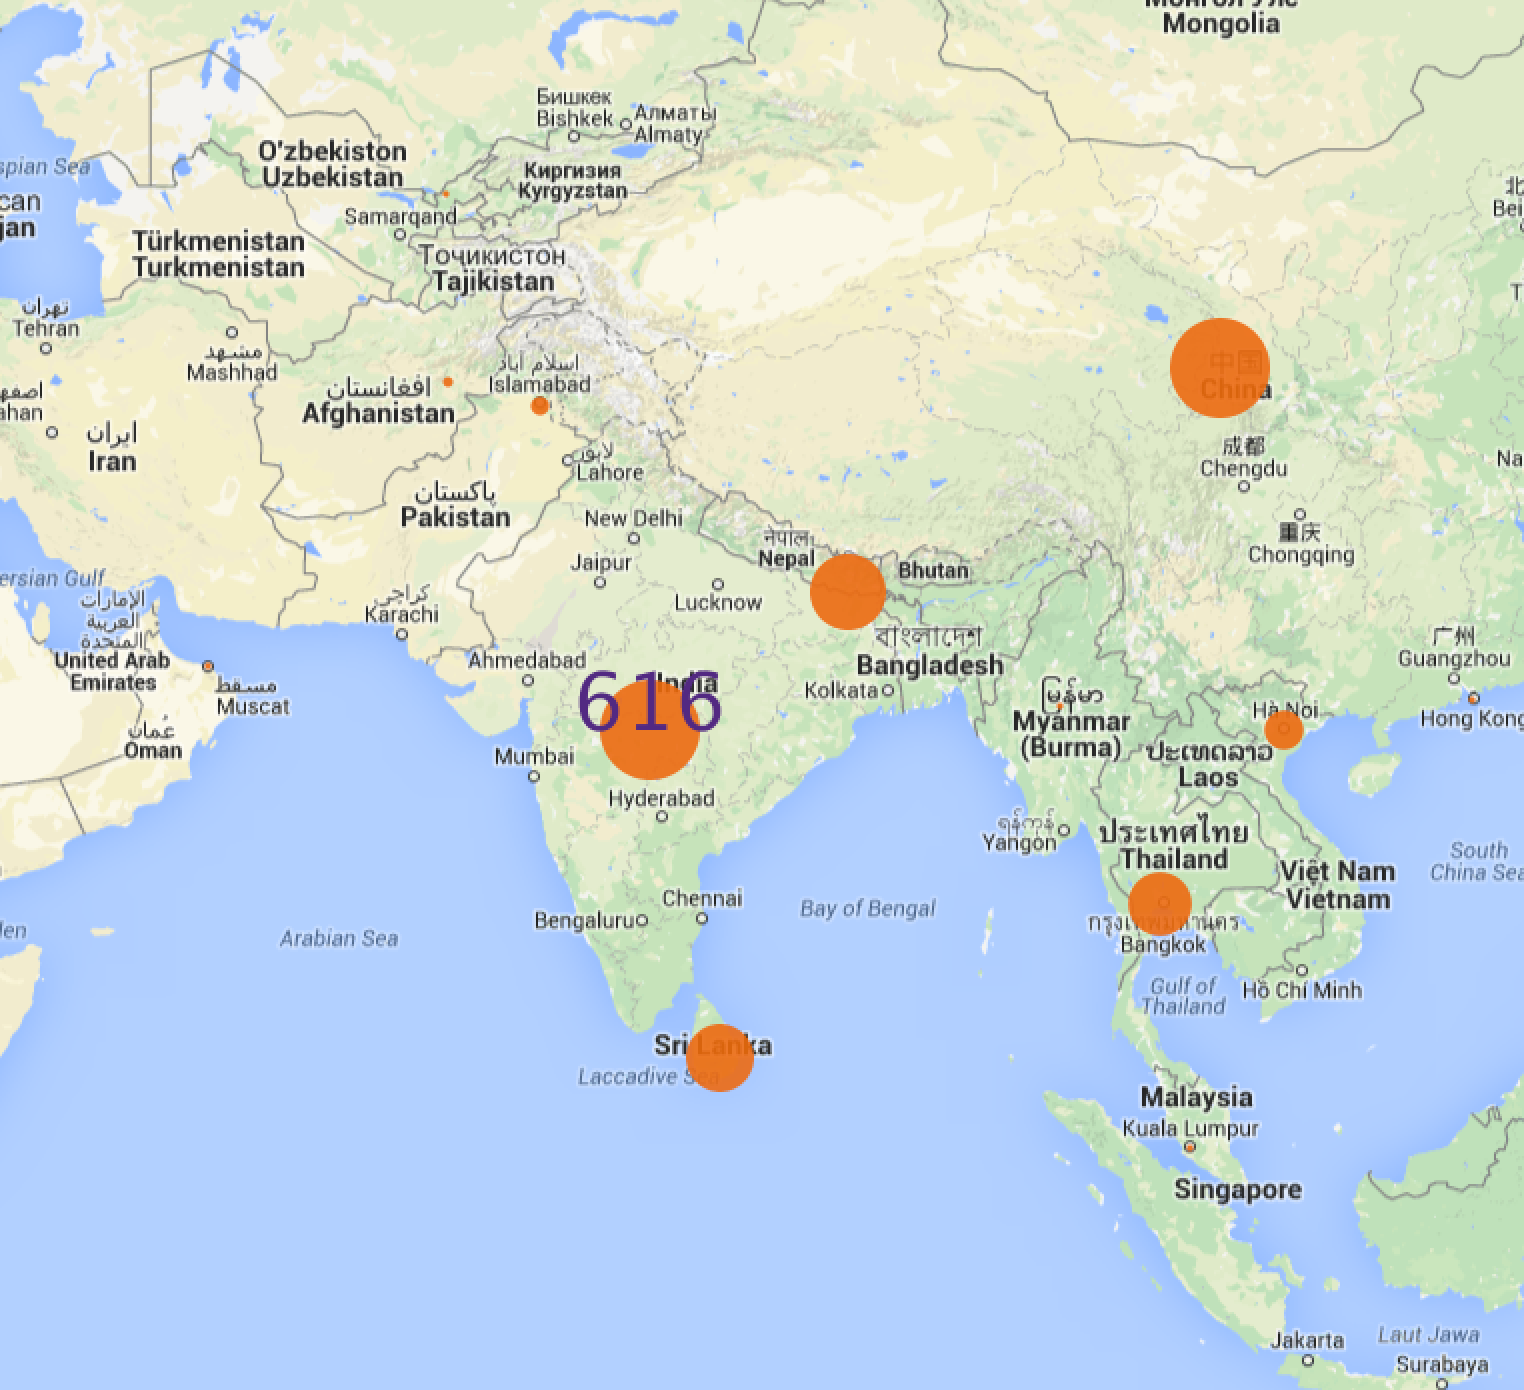 Mongolia
Бишкек
Bishkek
Алматы
Almaty
O'zbekiston
Uzbekistan
Киргизия
Kyrgyzstan
spian Sea
can
jan
Samarqand
Türkmenistan
Turkmenistan
Тоҷикистон
Tajikistan
北
Bei
تهران
Tehran
مشهد
Mashhad
اسلام آباد
Islamabad
افغانستان
Afghanistan
اصفه
ahan
ایران
Iran
中国
China
لاہور
Lahore
成都
Chengdu
Na
پاکستان
Pakistan
New Delhi
नेपाल
Nepal
重庆
Chongqing
Jaipur
Bhutan
ersian Gulf
الإمارات
العربية
المتحدة
United Arab
Emirates
كراچی
Karachi
Lucknow
বাংলাদেশ
Bangladesh
广州
Guangzhou
Ahmedabad
India
616
Kolkata
مسقط
Muscat
မြန်မာ
Myanmar
(Burma)
Hà Nội
Hong Kong
عُمان
Oman
Mumbai
ປະເທດລາວ
Laos
Hyderabad
ရန်ကုန်
Yangon
ประเทศไทย
Thailand
South
China Sea
Việt Nam
Vietnam
Chennai
Bengaluru
Bay of Bengal
Arabian Sea
den
กรุงเทพมหานคร
Bangkok
Gulf of
Thailand
Hồ Chí Minh
Sri Lanka
Laccadive Sea
Malaysia
Kuala Lumpur
Singapore
Jakarta
Laut Jawa
Surabaya